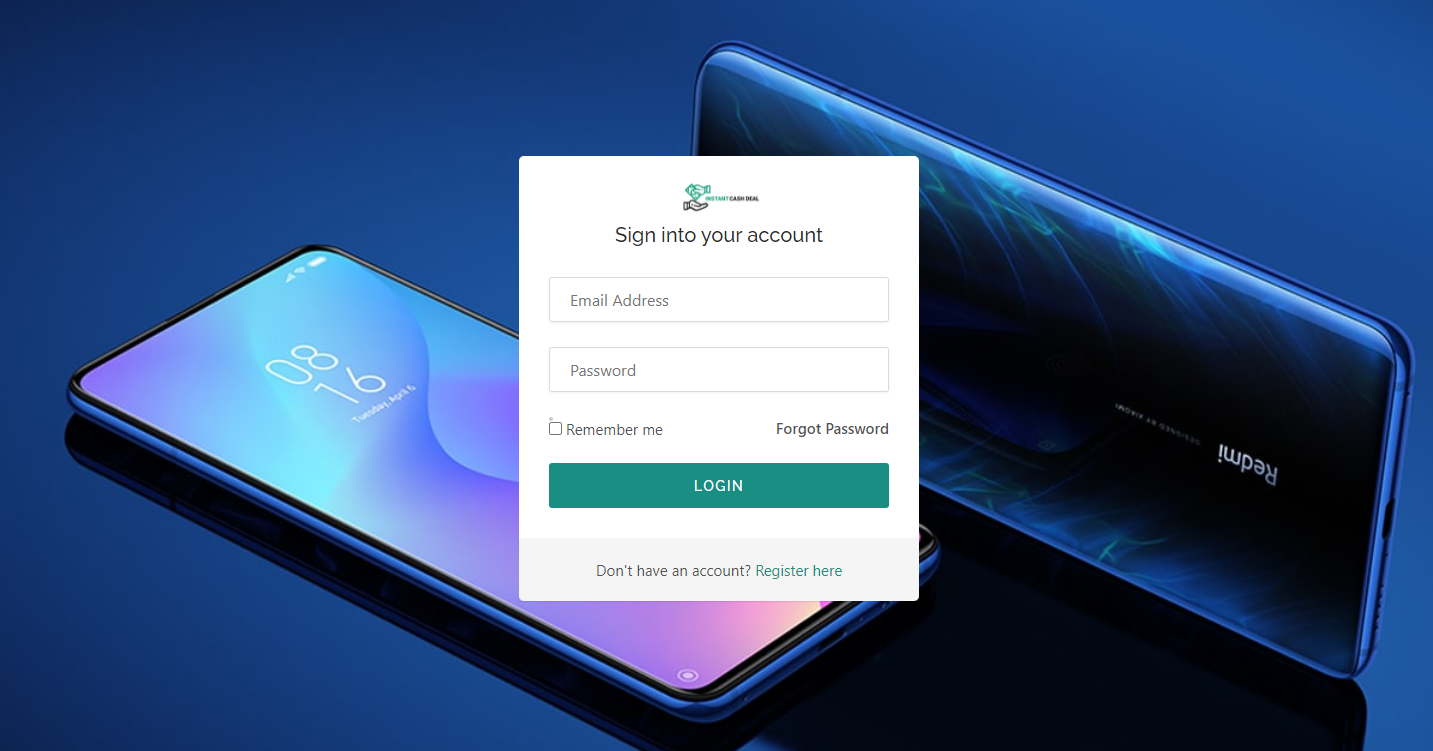 INSTANT CASH DEAL
Sign into your account
Email Address
Password
Remember me
Forgot Password
LOGIN
Don't have an account? Register here
08
16
Tuesday, April 6
DESIGNED BY XIAOMI
Redmi